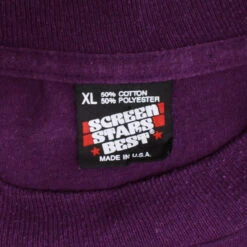 XL 50% COTTON
50% POLYESTER
SCREEN
STARS
BEST
MADE IN U.S.A.